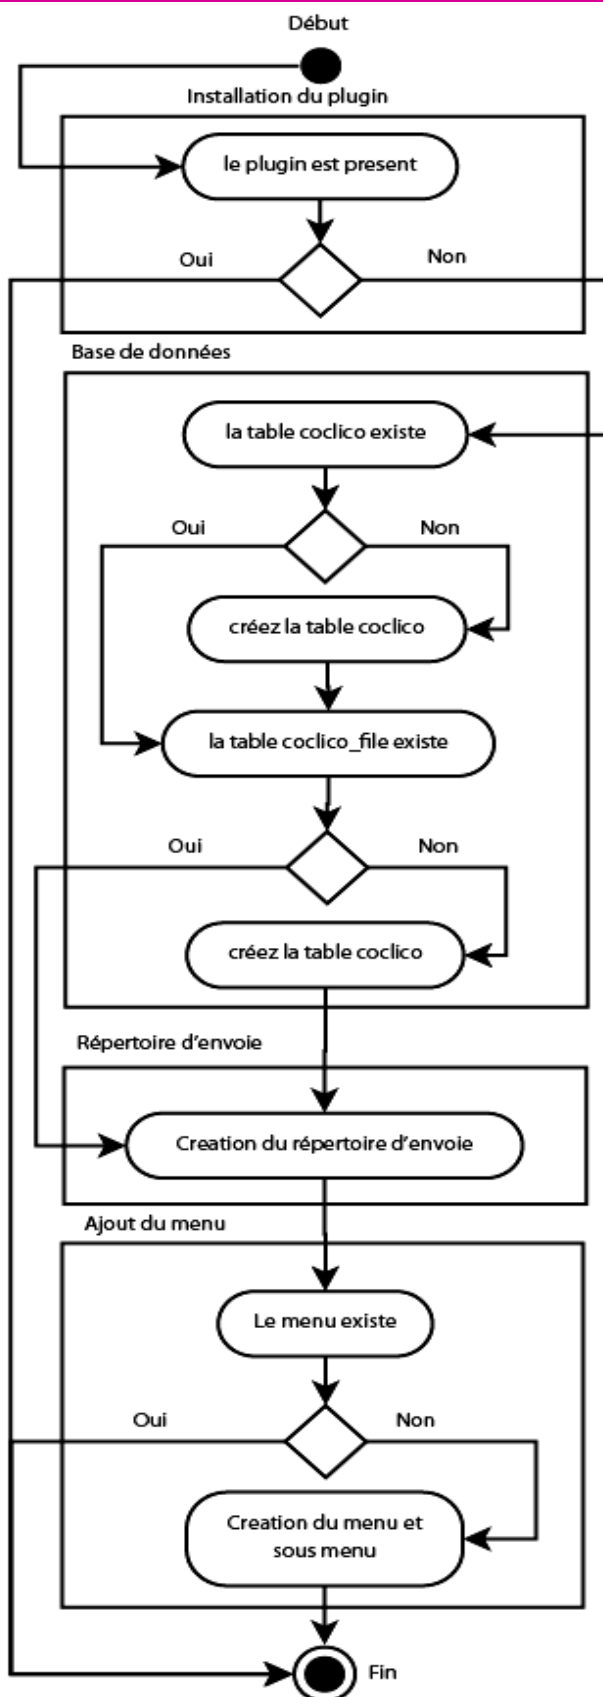 Début
Installation du plugin
le plugin est present
Oui
Non
Base de données
la table coclico existe
Oui
Non
créez la table coclico
la table coclico_file existe
Oui
Non
créez la table coclico
Répertoire d'envoie
Creation du répertoire d'envoie
Ajout du menu
Le menu existe
Oui
Non
Creation du menu et
sous menu
Fin